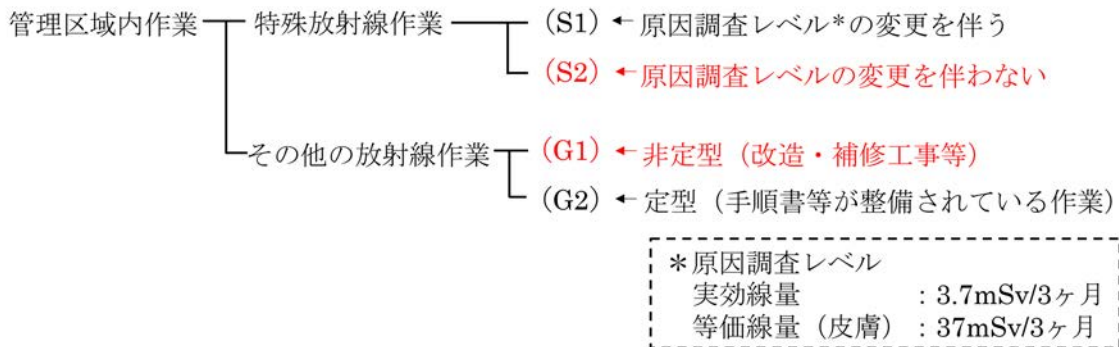 管理区域内作業 特殊放射線作業 (S1) ←原因調査レベル*の変更を伴う
(S2) ←原因調査レベルの変更を伴わない
その他の放射線作業 (G1) ←非定型(改造・補修工事等)
(G2) ←定型(手順書等が整備されている作業)
*原因調査レベル
実効線量 :3.7mSv/3ヶ月
等価線量(皮膚):37mSv/3ヶ月